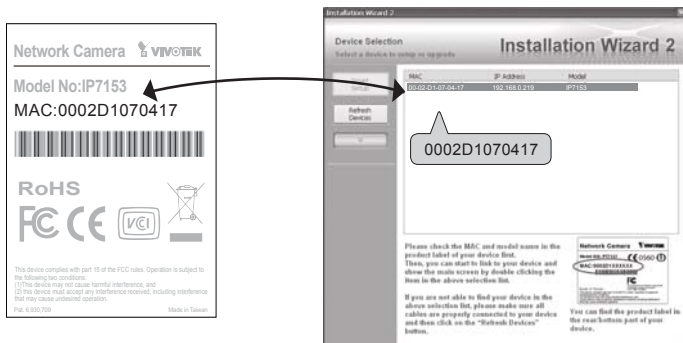 Network Camera VIVOTEK
Model No:IP7153
MAC:0002D1070417
RoHS
FC CE VCI
This device complies with part 15 of the FCC rules. Operation is subject to
the following two conditions:
(1)This device may not cause harmful interference, and
(2) this device must accept any interference received, including interference
that may cause undesired operation.
Pat. 6,930,709 Made in Taiwan
Installation Wizard 2
Device Selection
Select a device to setup or upgrade
Installation Wizard 2
MAC IP Address Model
00-02-D1-07-04-17 192.168.0.219 IP7153
Refresh
Devices
0002D1070417
Please check the MAC and model name in the
product label of your device first.
Then, you can start to link to your device and
show the main screen by double clicking the
item in the above selection list.
If you are not able to find your device in the
above selection list, please make sure all
cables are properly connected to your device
and then click on the "Refresh Devices"
button.
Network Camera VIVOTEK
CE 0560
FC
You can find the product label in
the rear/bottom part of your
device.